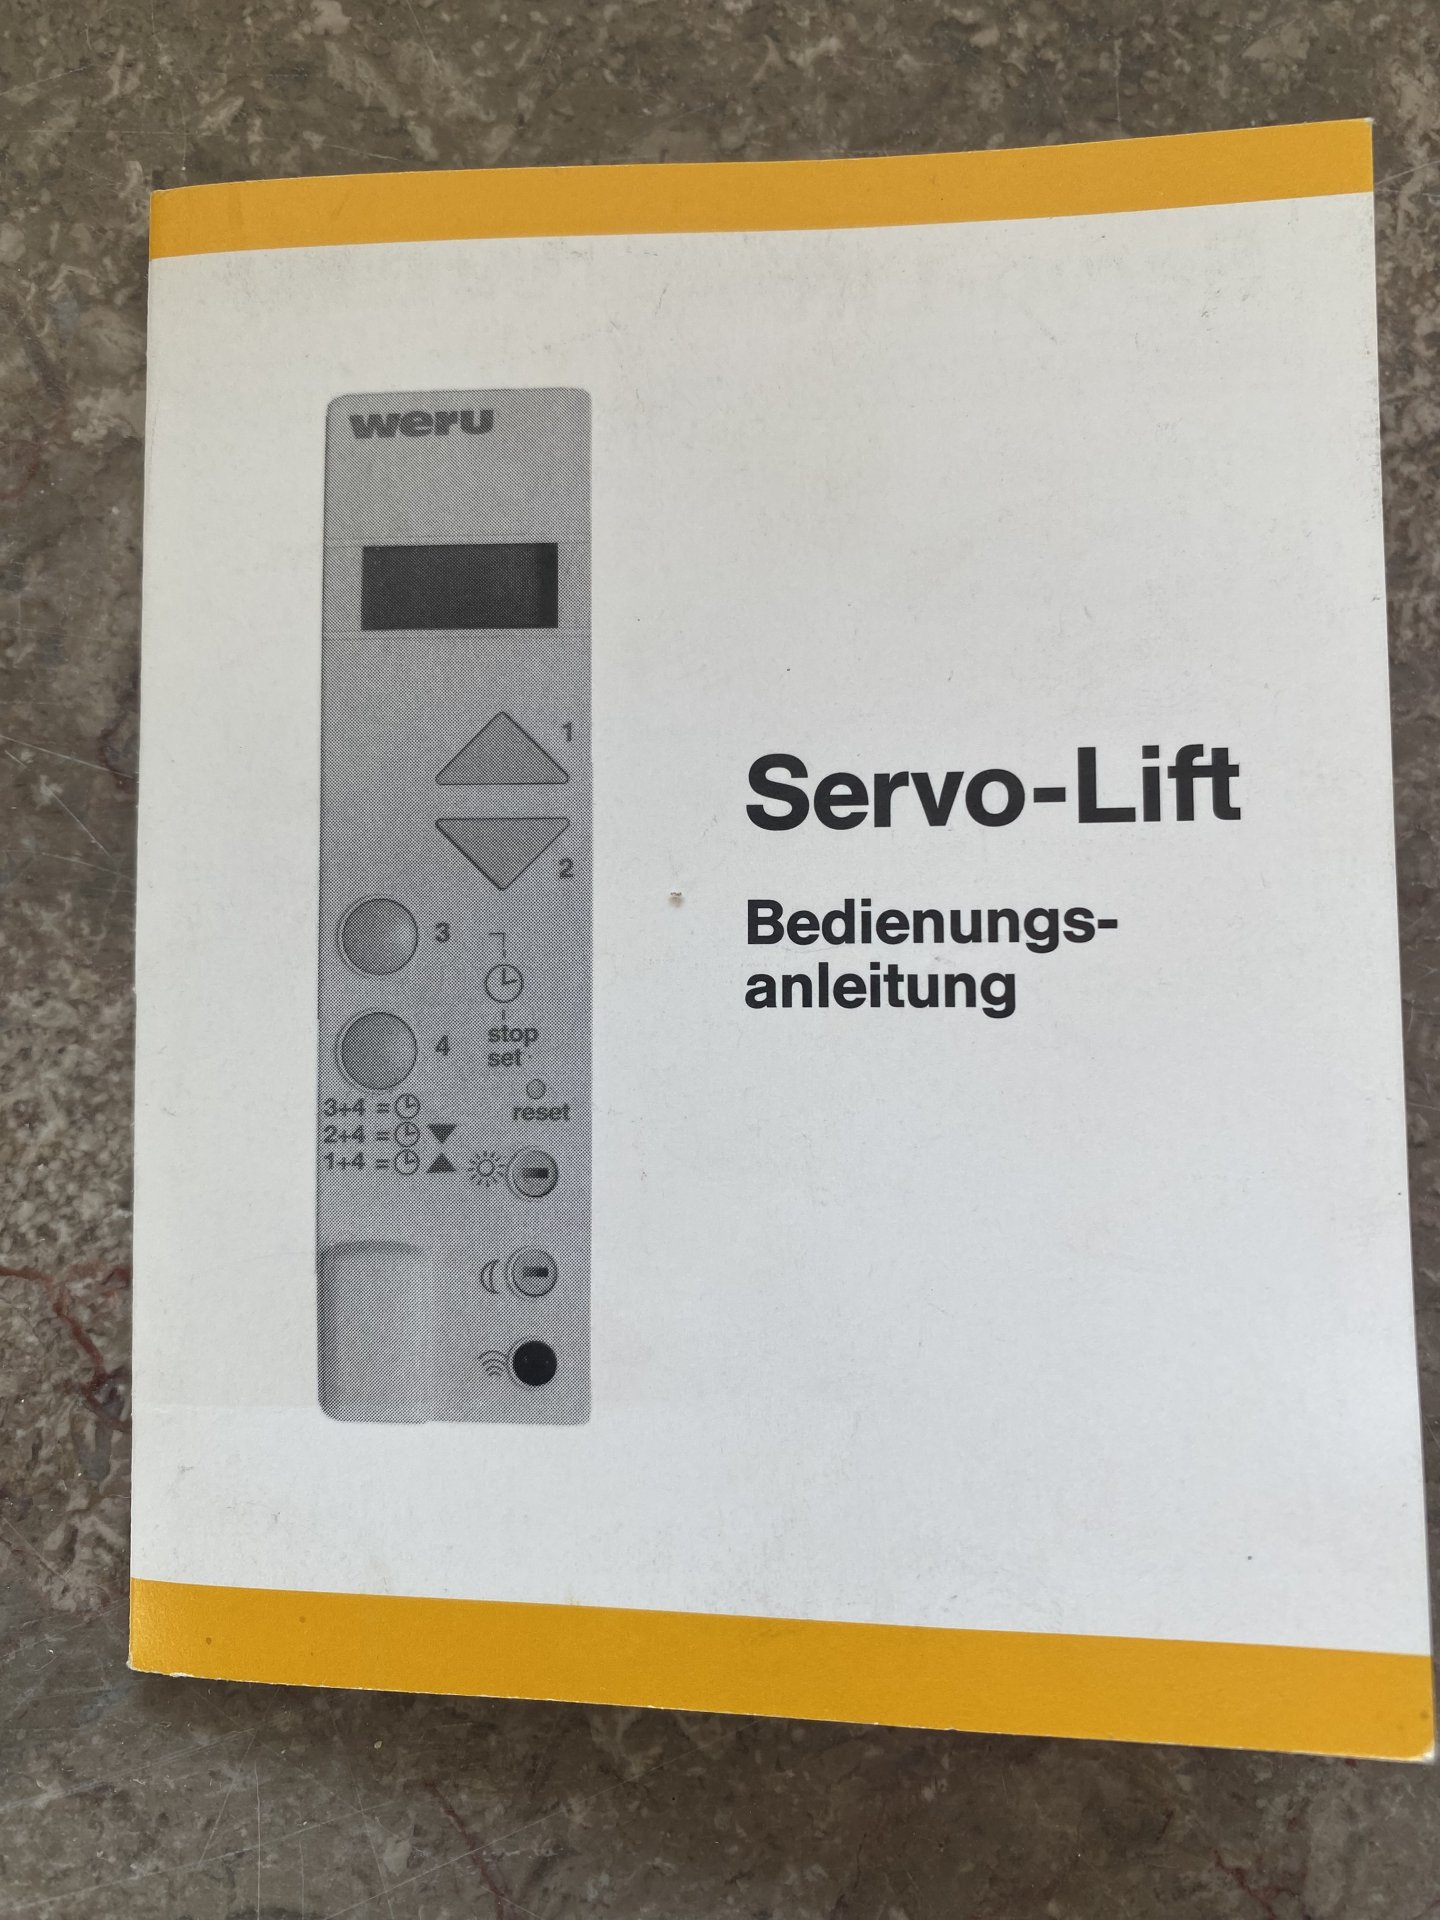 weru
1
2
3
4
stop
set
reset
3+4 =
2+4 =
1+4 =
Servo-Lift
Bedienungs-
anleitung